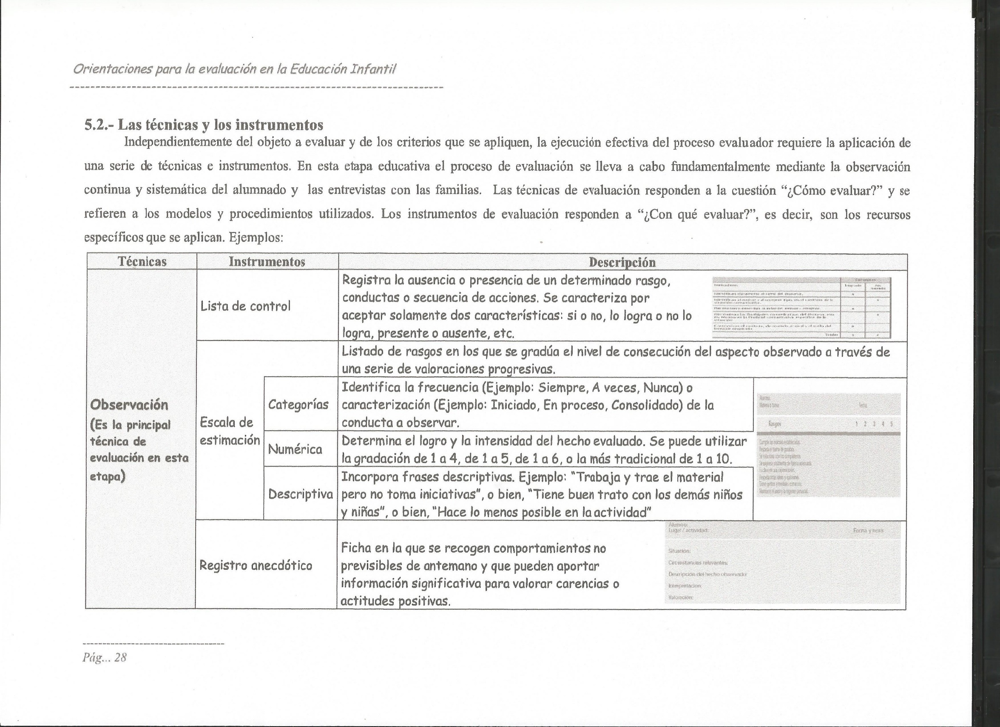 Orientaciones para la evaluación en la Educación Infantil
5.2.- Las técnicas y los instrumentos
Independientemente del objeto a evaluar y de los criterios que se apliquen, la ejecución efectiva del proceso evaluador requiere la aplicación de
una serie de técnicas e instrumentos. En esta etapa educativa el proceso de evaluación se lleva a cabo fundamentalmente mediante la observación
continua y sistemática del alumnado y las entrevistas con las familias. Las técnicas de evaluación responden a la cuestión “¿Cómo evaluar?” y se
refieren a los modelos y procedimientos utilizados. Los instrumentos de evaluación responden a “¿Con qué evaluar?”, es decir, son los recursos
específicos que se aplican. Ejemplos:
Técnicas Instrumentos Descripción
Observación
(Es la principal
técnica de
evaluación en esta
etapa)
Lista de control
Registra la ausencia o presencia de un determinado rasgo,
conductas o secuencia de acciones. Se caracteriza por
aceptar solamente dos características: si o no, lo logra o no lo
logra, presente o ausente, etc.
Escala de
estimación
Listado de rasgos en los que se gradúa el nivel de consecución del aspecto observado a través de
una serie de valoraciones progresivas.
Categorías
Identifica la frecuencia (Ejemplo: Siempre, A veces, Nunca) o
caracterización (Ejemplo: Iniciado, En proceso, Consolidado) de la
conducta a observar.
Numérica
Determina el logro y la intensidad del hecho evaluado. Se puede utilizar
la gradación de 1 a 4, de 1 a 5, de 1 a 6, o la más tradicional de 1 a 10.
Descriptiva
Incorpora frases descriptivas. Ejemplo: "Trabaja y trae el material
pero no toma iniciativas", o bien, "Tiene buen trato con los demás niños
y niñas", o bien, "Hace lo menos posible en la actividad"
Rasgos 1 2 3 4 5
Registro anecdótico
Ficha en la que se recogen comportamientos no
previsibles de antemano y que pueden aportar
información significativa para valorar carencias o
actitudes positivas.
Alumno:
Lugar / actividad: Fecha y hora
Situación:
Circunstancias relevantes:
Descripción del hecho observado:
Interpretación:
Valoración:
Pág... 28